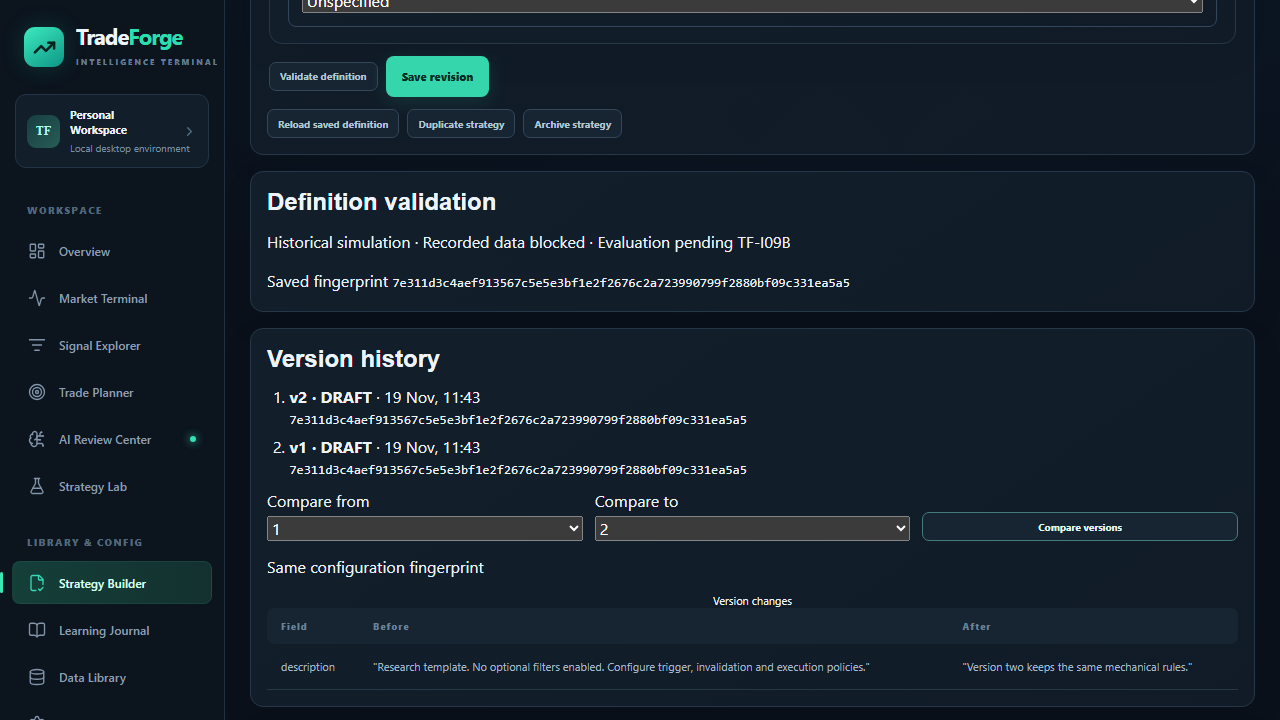 TradeForge
INTELLIGENCE TERMINAL
TF
Personal
Workspace
Local desktop environment
WORKSPACE
Overview
Market Terminal
Signal Explorer
Trade Planner
AI Review Center
Strategy Lab
LIBRARY & CONFIG
Strategy Builder
Learning Journal
Data Library
Unspecified
Validate definition
Save revision
Reload saved definition
Duplicate strategy
Archive strategy
Definition validation
Historical simulation · Recorded data blocked · Evaluation pending TF-I09B
Saved fingerprint 7e311d3c4aef913567c5e5e3bf1e2f2676c2a723990799f2880bf09c331ea5a5
Version history
1. v2 · DRAFT · 19 Nov, 11:43
7e311d3c4aef913567c5e5e3bf1e2f2676c2a723990799f2880bf09c331ea5a5
2. v1 · DRAFT · 19 Nov, 11:43
7e311d3c4aef913567c5e5e3bf1e2f2676c2a723990799f2880bf09c331ea5a5
Compare from
1
Compare to
2
Compare versions
Same configuration fingerprint
Version changes
Field Before After
description "Research template. No optional filters enabled. Configure trigger, invalidation and execution policies." "Version two keeps the same mechanical rules."